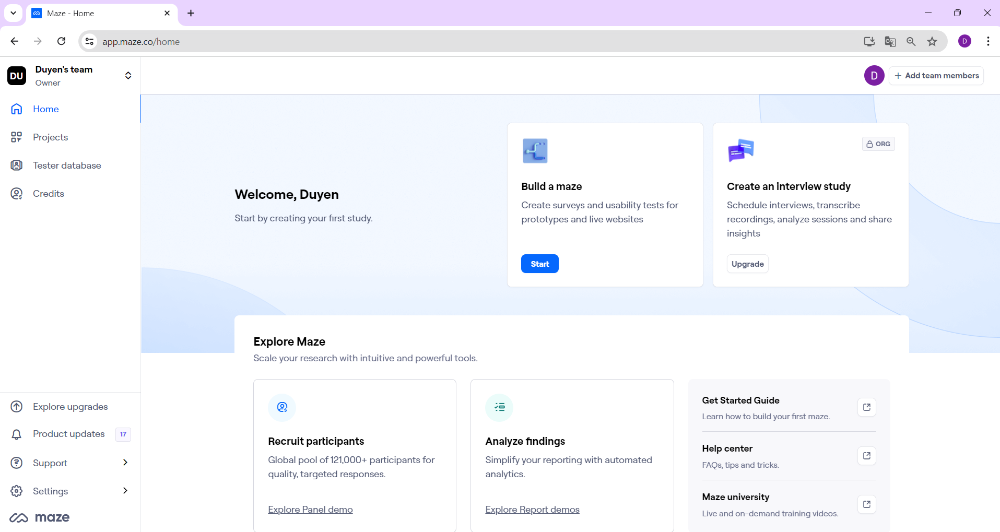 Maze - Home
app.maze.co/home
D
DU
Duyen's team
Owner
D
Add team members
Home
Projects
Tester database
Credits
Welcome, Duyen
Start by creating your first study.
Build a maze
Create surveys and usability tests for
prototypes and live websites
Start
ORG
Create an interview study
Schedule interviews, transcribe
recordings, analyze sessions and share
insights
Upgrade
Explore Maze
Scale your research with intuitive and powerful tools.
Recruit participants
Global pool of 121,000+ participants for
quality, targeted responses.
Explore Panel demo
Analyze findings
Simplify your reporting with automated
analytics.
Explore Report demos
Get Started Guide
Learn how to build your first maze.
Help center
FAQs, tips and tricks.
Maze university
Live and on-demand training videos.
Explore upgrades
Product updates 17
Support
Settings
maze